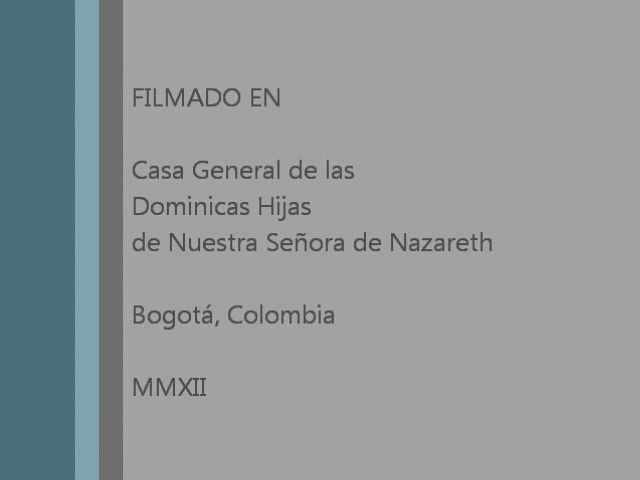 FILMADO EN
Casa General de las
Dominicas Hijas
de Nuestra Señora de Nazareth
Bogotá, Colombia
MMXII